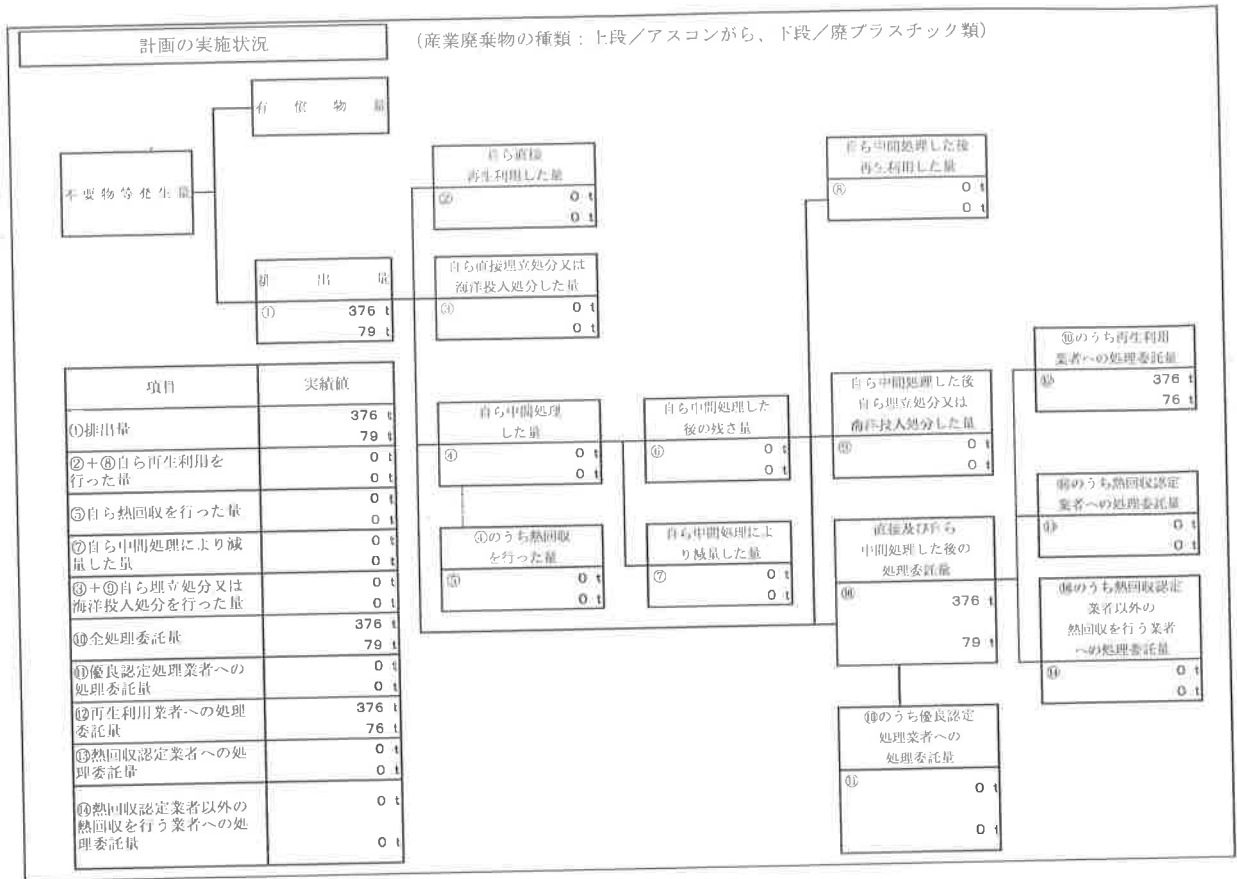 計画の実施状況
(産業廃棄物の種類:上段/アスコンがら、下段/廃プラスチック類)
有償物量
不要物等発生量
排出量
① 376 t
79 t
自ら直接
再生利用した量
② 0 t
0 t
自ら直接埋立処分又は
海洋投入処分した量
③ 0 t
0 t
自ら中間処理した後
再生利用した量
⑧ 0 t
0 t
自ら中間処理
した量
④ 0 t
0 t
④のうち熱回収
を行った量
⑤ 0 t
0 t
自ら中間処理した
後の残さ量
⑥ 0 t
0 t
自ら中間処理によ
り減量した量
⑦ 0 t
0 t
自ら中間処理した後
自ら埋立処分又は
海洋投入処分した量
⑨ 0 t
0 t
直接及び自ら
中間処理した後の
処理委託量
⑩ 376 t
79 t
⑩のうち優良認定
処理業者への
処理委託量
⑪ 0 t
0 t
⑩のうち再生利用
業者への処理委託量
⑫ 376 t
76 t
⑩のうち熱回収認定
業者への処理委託量
⑬ 0 t
0 t
⑩のうち熱回収認定
業者以外の
熱回収を行う業者
への処理委託量
⑭ 0 t
0 t
項目 実績値
①排出量 376 t
79 t
②+⑧自ら再生利用を
行った量
0 t
0 t
⑤自ら熱回収を行った量
0 t
0 t
⑦自ら中間処理により減
量した量
0 t
0 t
③+⑨自ら埋立処分又は
海洋投入処分を行った量
0 t
0 t
⑩全処理委託量
376 t
79 t
⑪優良認定処理業者への
処理委託量
0 t
0 t
⑫再生利用業者への処理
委託量
376 t
76 t
⑬熱回収認定業者への処
理委託量
0 t
0 t
⑭熱回収認定業者以外の
熱回収を行う業者への処
理委託量
0 t
0 t